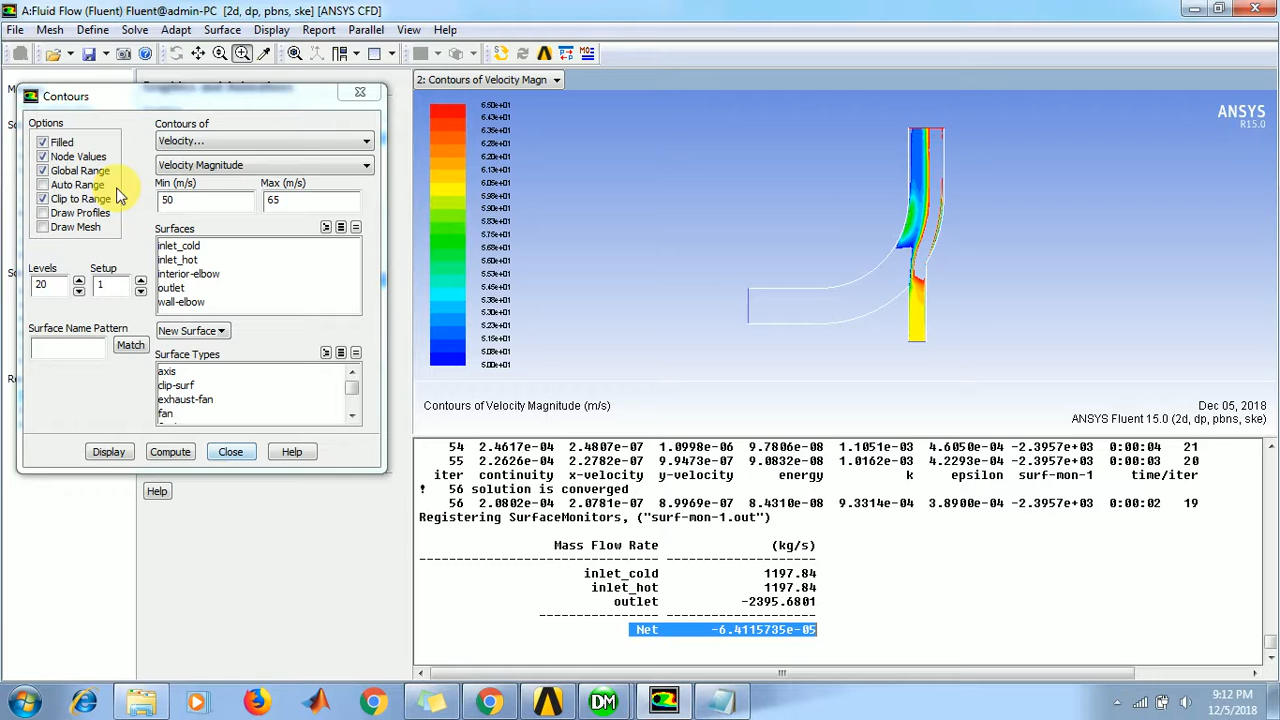 A:Fluid Flow (Fluent) Fluent@admin-PC [2d, dp, pbns, ske] [ANSYS CFD]
File Mesh Define Solve Adapt Surface Display Report Parallel View Help
2: Contours of Velocity Magn
Contours
Options
Filled
Node Values
Global Range
Auto Range
Clip to Range
Draw Profiles
Draw Mesh
Levels
20
Setup
1
Surface Name Pattern
Match
Contours of
Velocity...
Velocity Magnitude
Min (m/s) Max (m/s)
50 65
Surfaces
inlet_cold
inlet_hot
interior-elbow
outlet
wall-elbow
New Surface
Surface Types
axis
clip-surf
exhaust-fan
fan
Display Compute Close Help
Help
6.50e+01
6.35e+01
6.20e+01
6.13e+01
6.05e+01
5.98e+01
5.90e+01
5.83e+01
5.75e+01
5.68e+01
5.60e+01
5.53e+01
5.45e+01
5.38e+01
5.30e+01
5.23e+01
5.15e+01
5.08e+01
5.00e+01
ANSYS
R15.0
Contours of Velocity Magnitude (m/s)
Dec 05, 2018
ANSYS Fluent 15.0 (2d, dp, pbns, ske)
54 2.4617e-04 2.4807e-07 1.0998e-06 9.7806e-08 1.1051e-03 4.6050e-04 -2.3957e+03 0:00:04 21
55 2.2626e-04 2.2782e-07 9.9473e-07 9.0832e-08 1.0162e-03 4.2293e-04 -2.3957e+03 0:00:03 20
iter continuity x-velocity y-velocity energy k epsilon surf-mon-1 time/iter
! 56 solution is converged
56 2.0802e-04 2.0781e-07 8.9969e-07 8.4310e-08 9.3314e-04 3.8900e-04 -2.3957e+03 0:00:02 19
Registering SurfaceMonitors, ("surf-mon-1.out")
Mass Flow Rate (kg/s)
-------------------------------- --------------------
inlet_cold 1197.84
inlet_hot 1197.84
outlet -2395.6801
---------------- --------------------
Net -6.4115735e-05
DM
9:12 PM
12/5/2018